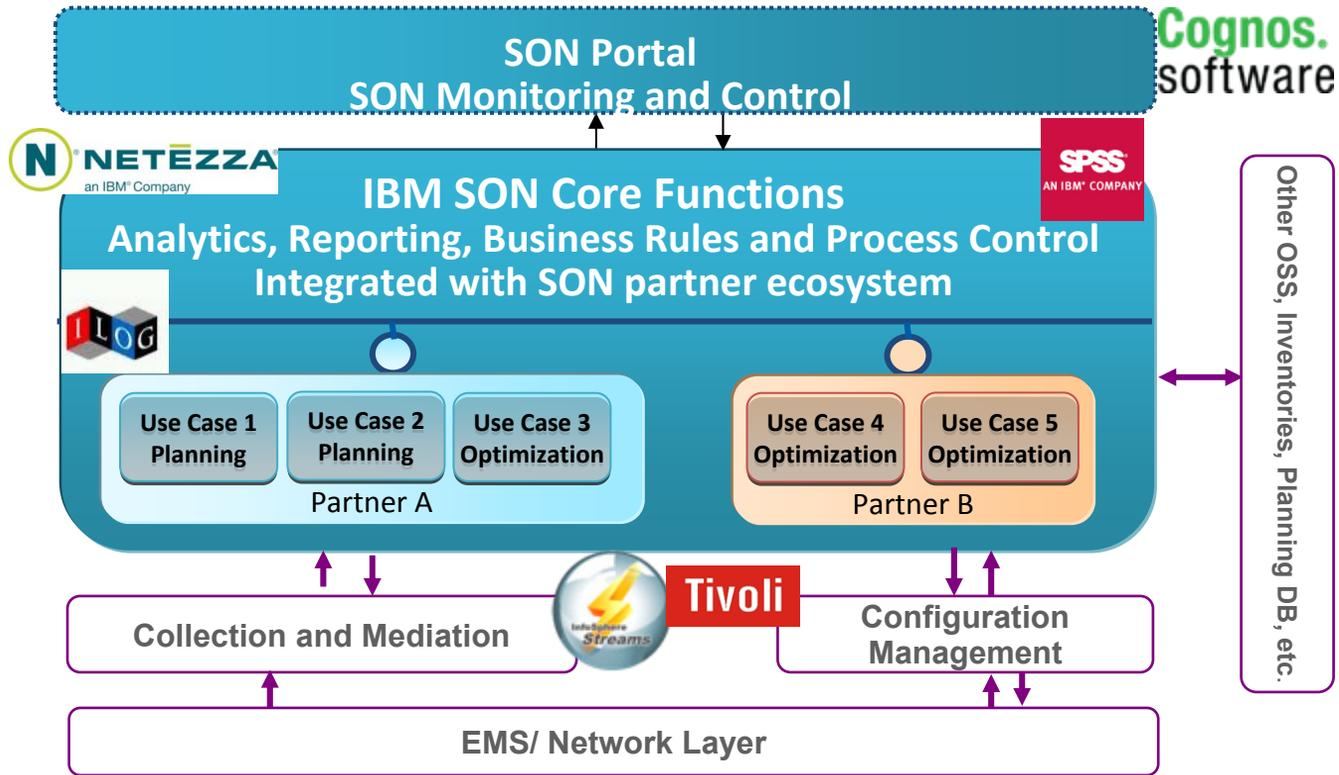 SON Portal
SON Monitoring and Control
Cognos.
software
N NETEZZA
an IBM® Company
SPSS
AN IBM® COMPANY
IBM SON Core Functions
Analytics, Reporting, Business Rules and Process Control
Integrated with SON partner ecosystem
ILOG
Use Case 1
Planning
Use Case 2
Planning
Use Case 3
Optimization
Partner A
Use Case 4
Optimization
Use Case 5
Optimization
Partner B
Other OSS, Inventories, Planning DB, etc.
Collection and Mediation
InfoSphere
Streams
Tivoli
Configuration
Management
EMS/ Network Layer